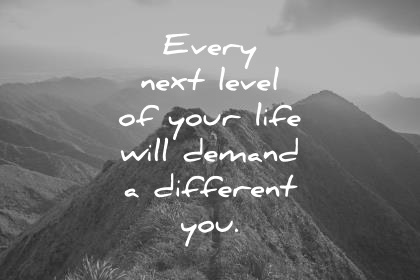 Every
next level
of your life
will demand
a different
you.